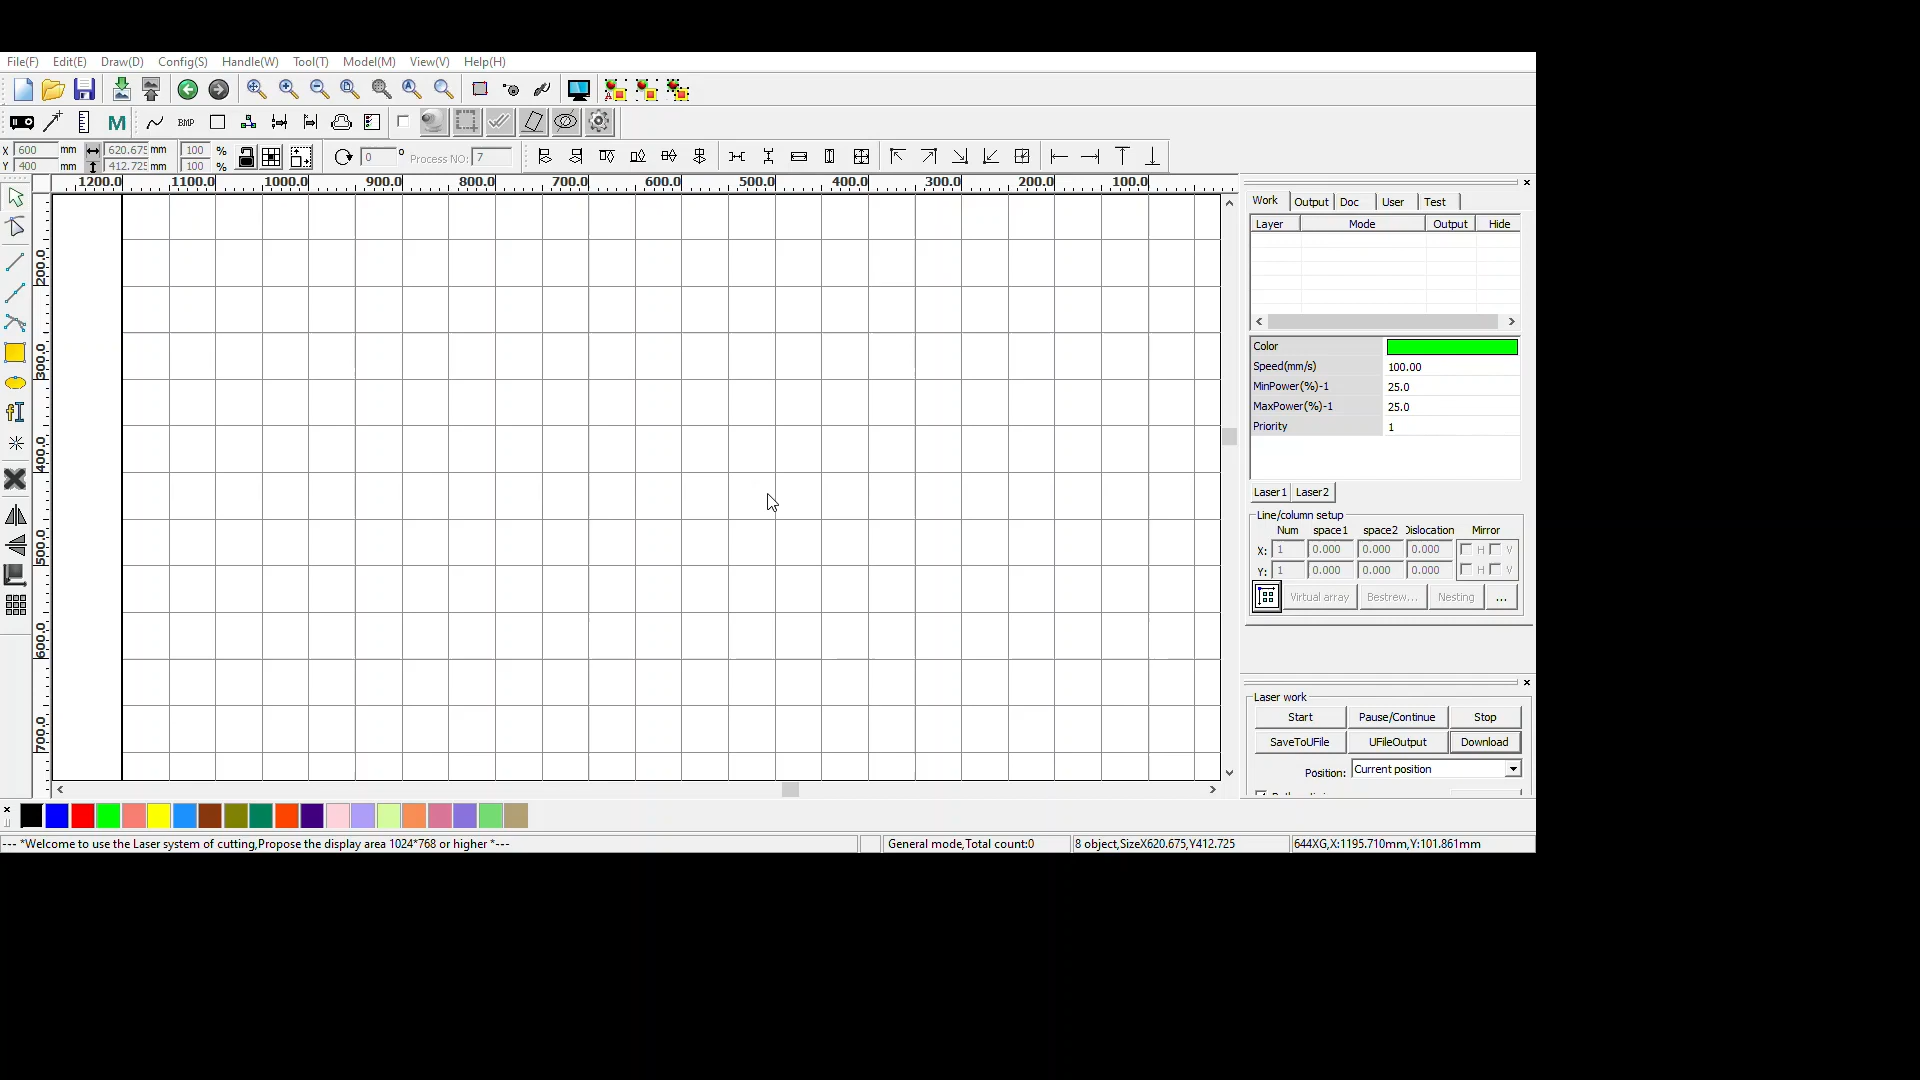 File(F) Edit(E) Draw(D) Config(S) Handle(W) Tool(T) Model(M) View(V) Help(H)
BMP
X 600 mm 620.675 mm 100 %
Y 400 mm 412.725 mm 100 %
0 ° Process NO: 7
1200.0 1100.0 1000.0 900.0 800.0 700.0 600.0 500.0 400.0 300.0 200.0 100.0
200.0
300.0
400.0
500.0
600.0
700.0
Work Output Doc User Test
Layer Mode Output Hide
Color
Speed(mm/s) 100.00
MinPower(%)-1 25.0
MaxPower(%)-1 25.0
Priority 1
Laser1 Laser2
Line/column setup
Num space1 space2 Dislocation Mirror
X: 1 0.000 0.000 0.000 H V
Y: 1 0.000 0.000 0.000 H V
Virtual array Bestrew... Nesting ...
Laser work
Start Pause/Continue Stop
SaveToUFile UFileOutput Download
Position: Current position
--- *Welcome to use the Laser system of cutting,Propose the display area 1024*768 or higher *---
General mode,Total count:0
8 object,SizeX620.675,Y412.725
644XG,X:1195.710mm,Y:101.861mm